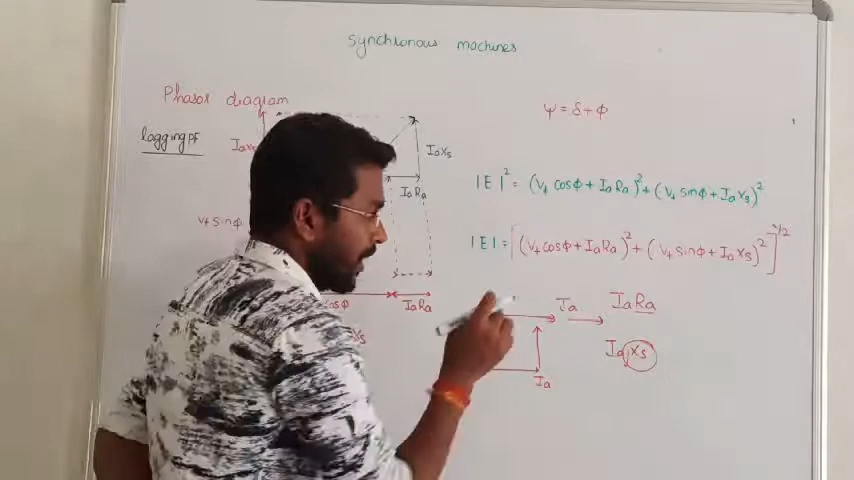 Synchronous machines
Phasor diagram
lagging PF
Ψ = δ + φ
IaXs
IaRa
Vt sinφ
|E|² = (Vt cosφ + IaRa)² + (Vt sinφ + IaXs)²
|E| = [(Vt cosφ + IaRa)² + (Vt sinφ + IaXs)²]^1/2
IaRa
Ia
IaRa
IajXs
Ia